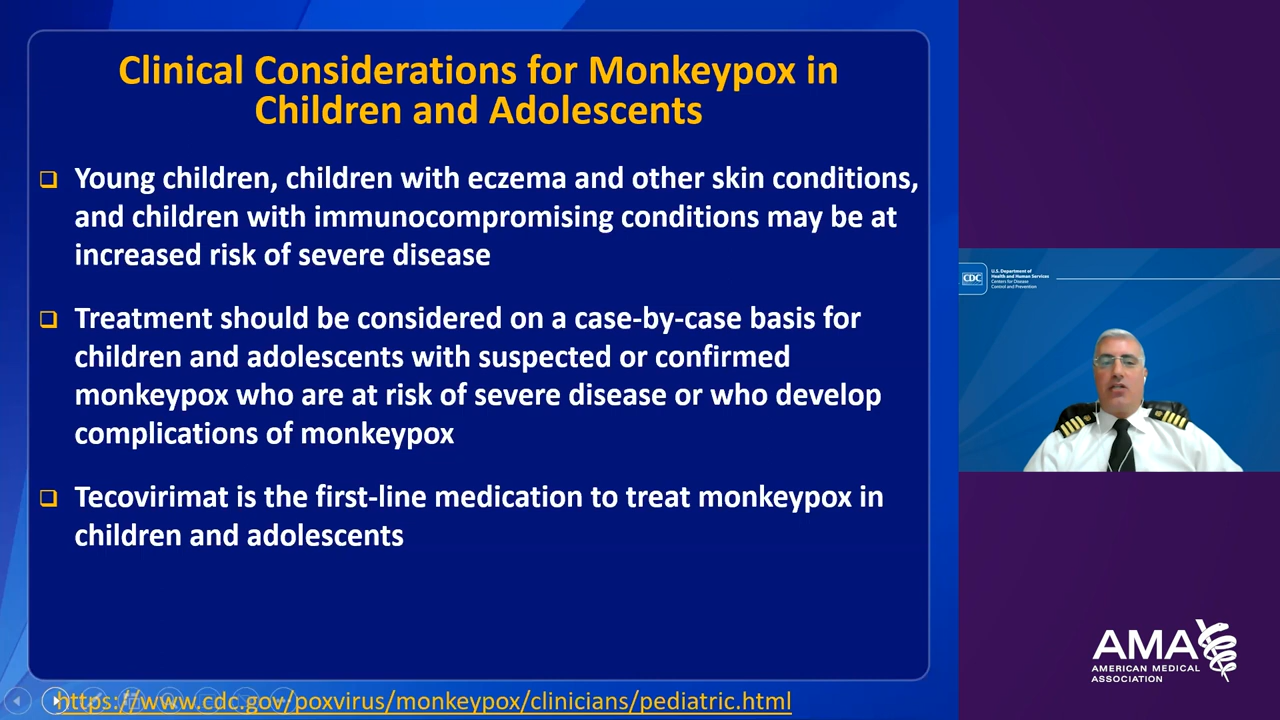 Clinical Considerations for Monkeypox in
Children and Adolescents
Young children, children with eczema and other skin conditions,
and children with immunocompromising conditions may be at
increased risk of severe disease
Treatment should be considered on a case-by-case basis for
children and adolescents with suspected or confirmed
monkeypox who are at risk of severe disease or who develop
complications of monkeypox
Tecovirimat is the first-line medication to treat monkeypox in
children and adolescents
https://www.cdc.gov/poxvirus/monkeypox/clinicians/pediatric.html
CDC
U.S. Department of
Health and Human Services
Centers for Disease
Control and Prevention
AMA
AMERICAN MEDICAL
ASSOCIATION